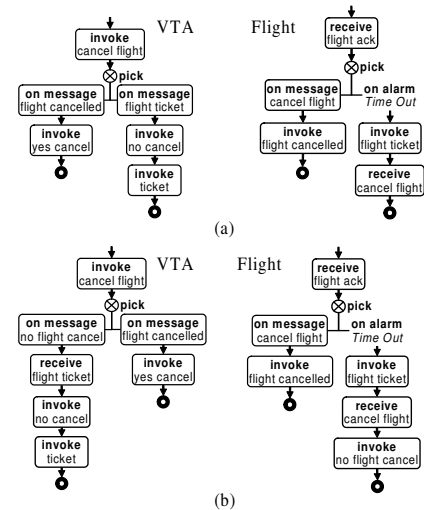 VTA
Flight
invoke
cancel flight
pick
on message
flight cancelled
on message
flight ticket
invoke
yes cancel
invoke
no cancel
invoke
ticket
receive
flight ack
pick
on message
cancel flight
on alarm
Time Out
invoke
flight cancelled
invoke
flight ticket
receive
cancel flight
(a)
VTA
Flight
invoke
cancel flight
pick
on message
no flight cancel
on message
flight cancelled
receive
flight ticket
invoke
yes cancel
invoke
no cancel
invoke
ticket
receive
flight ack
pick
on message
cancel flight
on alarm
Time Out
invoke
flight cancelled
invoke
flight ticket
receive
cancel flight
invoke
no flight cancel
(b)